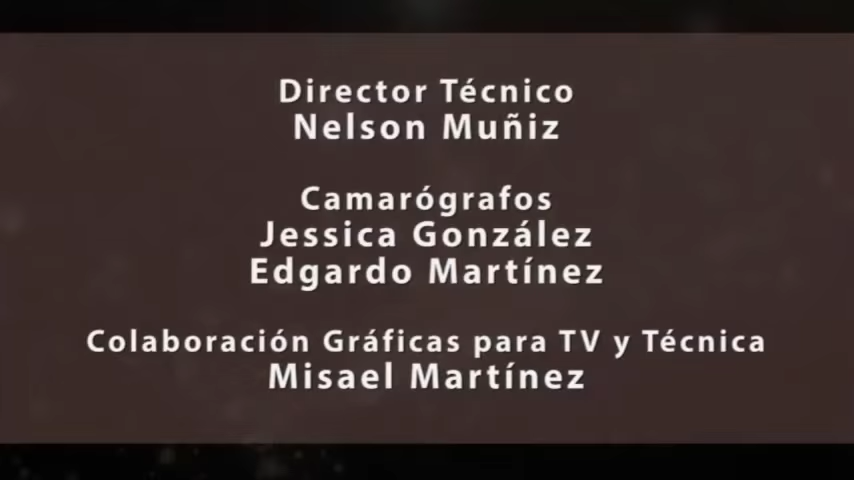 Director Técnico
Nelson Muñiz
Camarógrafos
Jessica González
Edgardo Martínez
Colaboración Gráficas para TV y Técnica
Misael Martínez